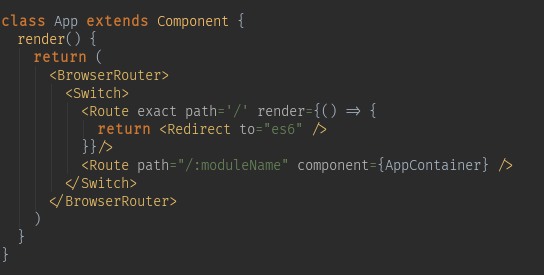 class App extends Component {
  render() {
    return (
      <BrowserRouter>
        <Switch>
          <Route exact path='/' render={() => {
            return <Redirect to="es6" />
          }}/>
          <Route path="/:moduleName" component={AppContainer} />
        </Switch>
      </BrowserRouter>
    )
  }
}